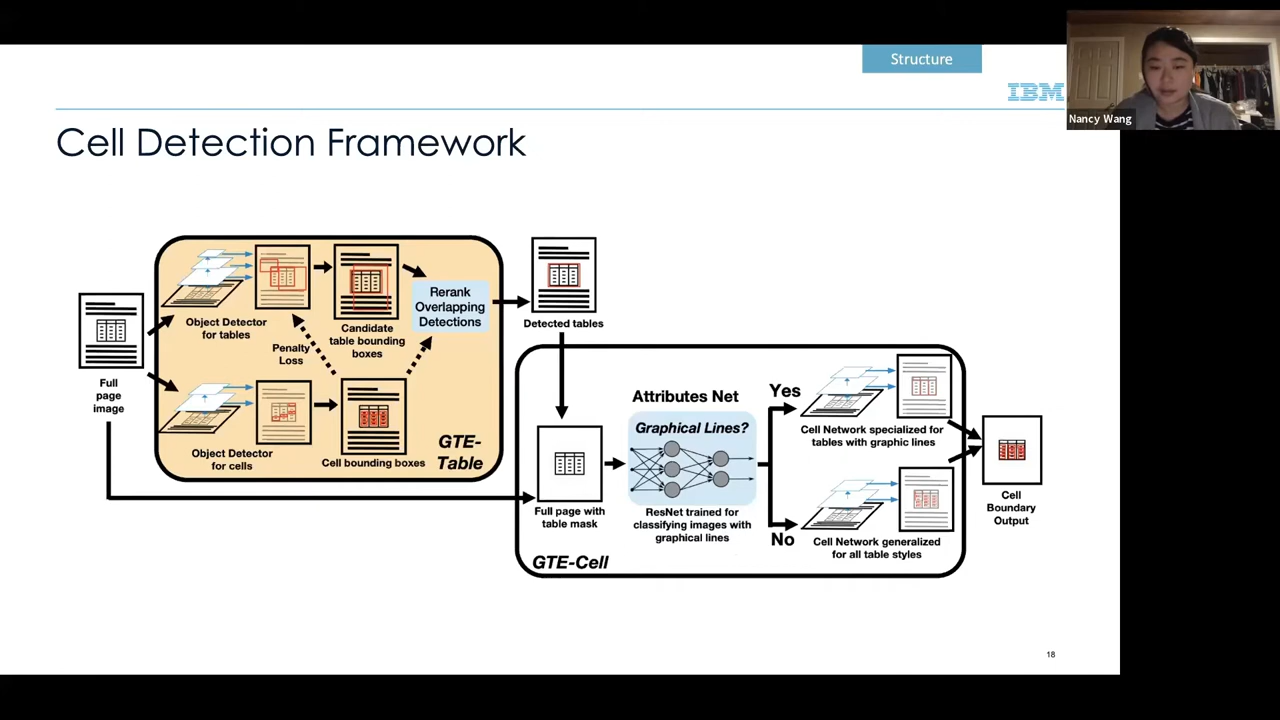 Structure
IBM
Nancy Wang
Cell Detection Framework
Full
page
image
Object Detector
for tables
Candidate
table bounding
boxes
Rerank
Overlapping
Detections
Penalty
Loss
Object Detector
for cells
Cell bounding boxes
GTE-
Table
Detected tables
Full page with
table mask
GTE-Cell
Attributes Net
Graphical Lines?
ResNet trained for
classifying images with
graphical lines
Yes
No
Cell Network specialized for
tables with graphic lines
Cell Network generalized
for all table styles
Cell
Boundary
Output
18